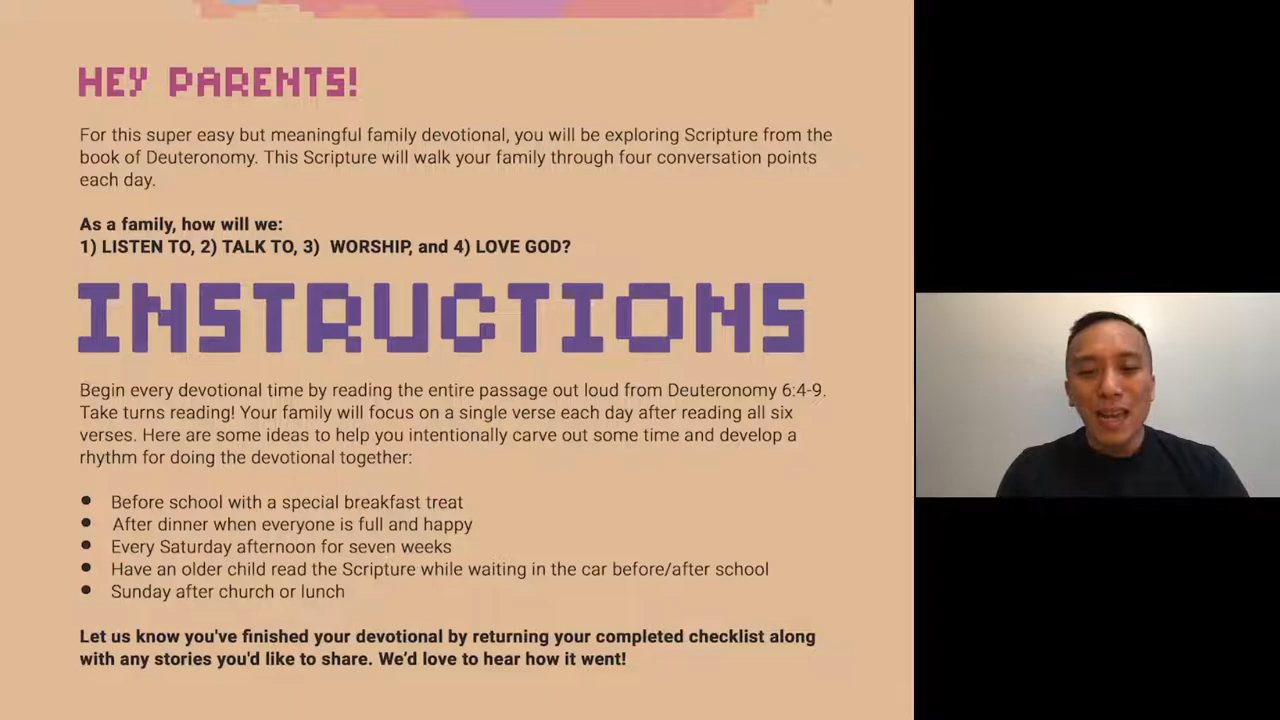 HEY PARENTS!
For this super easy but meaningful family devotional, you will be exploring Scripture from the
book of Deuteronomy. This Scripture will walk your family through four conversation points
each day.
As a family, how will we:
1) LISTEN TO, 2) TALK TO, 3) WORSHIP, and 4) LOVE GOD?
INSTRUCTIONS
Begin every devotional time by reading the entire passage out loud from Deuteronomy 6:4-9.
Take turns reading! Your family will focus on a single verse each day after reading all six
verses. Here are some ideas to help you intentionally carve out some time and develop a
rhythm for doing the devotional together:
• Before school with a special breakfast treat
• After dinner when everyone is full and happy
• Every Saturday afternoon for seven weeks
• Have an older child read the Scripture while waiting in the car before/after school
• Sunday after church or lunch
Let us know you've finished your devotional by returning your completed checklist along
with any stories you'd like to share. We'd love to hear how it went!